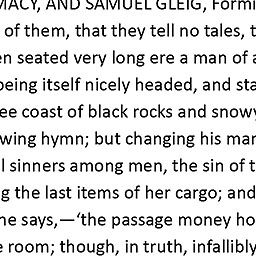 MACY, AND SAMUEL GLEIG, Formi
of them, that they tell no tales, t
en seated very long ere a man of a
being itself nicely headed, and sta
ee coast of black rocks and snowy
wing hymn; but changing his man
l sinners among men, the sin of t
g the last items of her cargo; and
he says,—‘the passage money ho
e room; though, in truth, infallibly